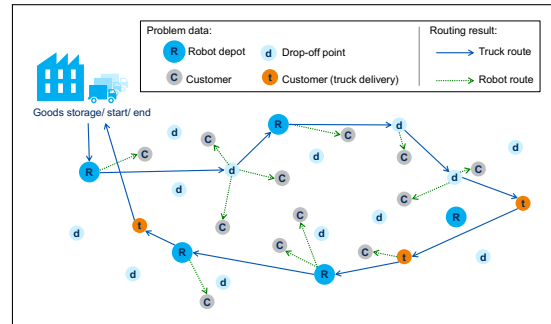 Problem data:
Routing result:
R Robot depot
d Drop-off point
Truck route
C Customer
t Customer (truck delivery)
Robot route
Goods storage/ start/ end
R
d
d
C
d
C
C
d
d
R
d
C
C
d
d
C
R
t
d
t
C
d
C
d
R
C
C
d
t
d
d
R
d
R
C